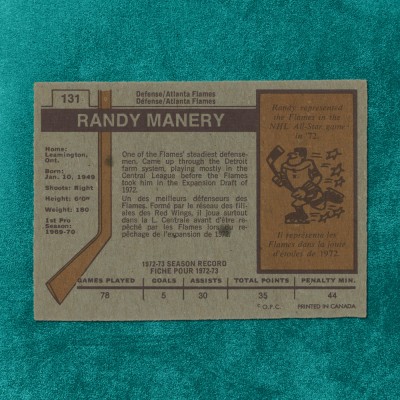 131
Defense/Atlanta Flames
Défense/Atlanta Flames
RANDY MANERY
Home:
Leamington,
Ont.
Born:
Jan. 10, 1949
Shoots: Right
Height: 6'0"
Weight: 180
1st Pro
Season:
1969-70
One of the Flames' steadiest defense-
men. Came up through the Detroit
farm system, playing mostly in the
Central League before the Flames
took him in the Expansion Draft of
1972.
Un des meilleurs défenseurs des
Flames. Formé par le réseau des fil-
iales des Red Wings, il joua surtout
dans la L. Centrale avant d'être ru-
pêché par les Flames lors du re-
pêchage de l'expansion de 1972.
Randy represented
the Flames in the
NHL All-Star game
in '72.
Il représenta les
Flames dans la joute
d'étoiles de 1972.
1972-73 SEASON RECORD
FICHE POUR 1972-73
GAMES PLAYED GOALS ASSISTS TOTAL POINTS PENALTY MIN.
78 5 30 35 44
© O.P.C. PRINTED IN CANADA